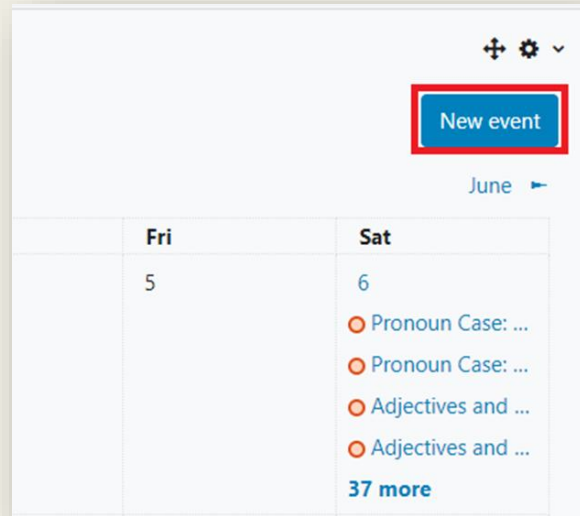 New event
June
Fri Sat
5 6
Pronoun Case: ...
Pronoun Case: ...
Adjectives and ...
Adjectives and ...
37 more